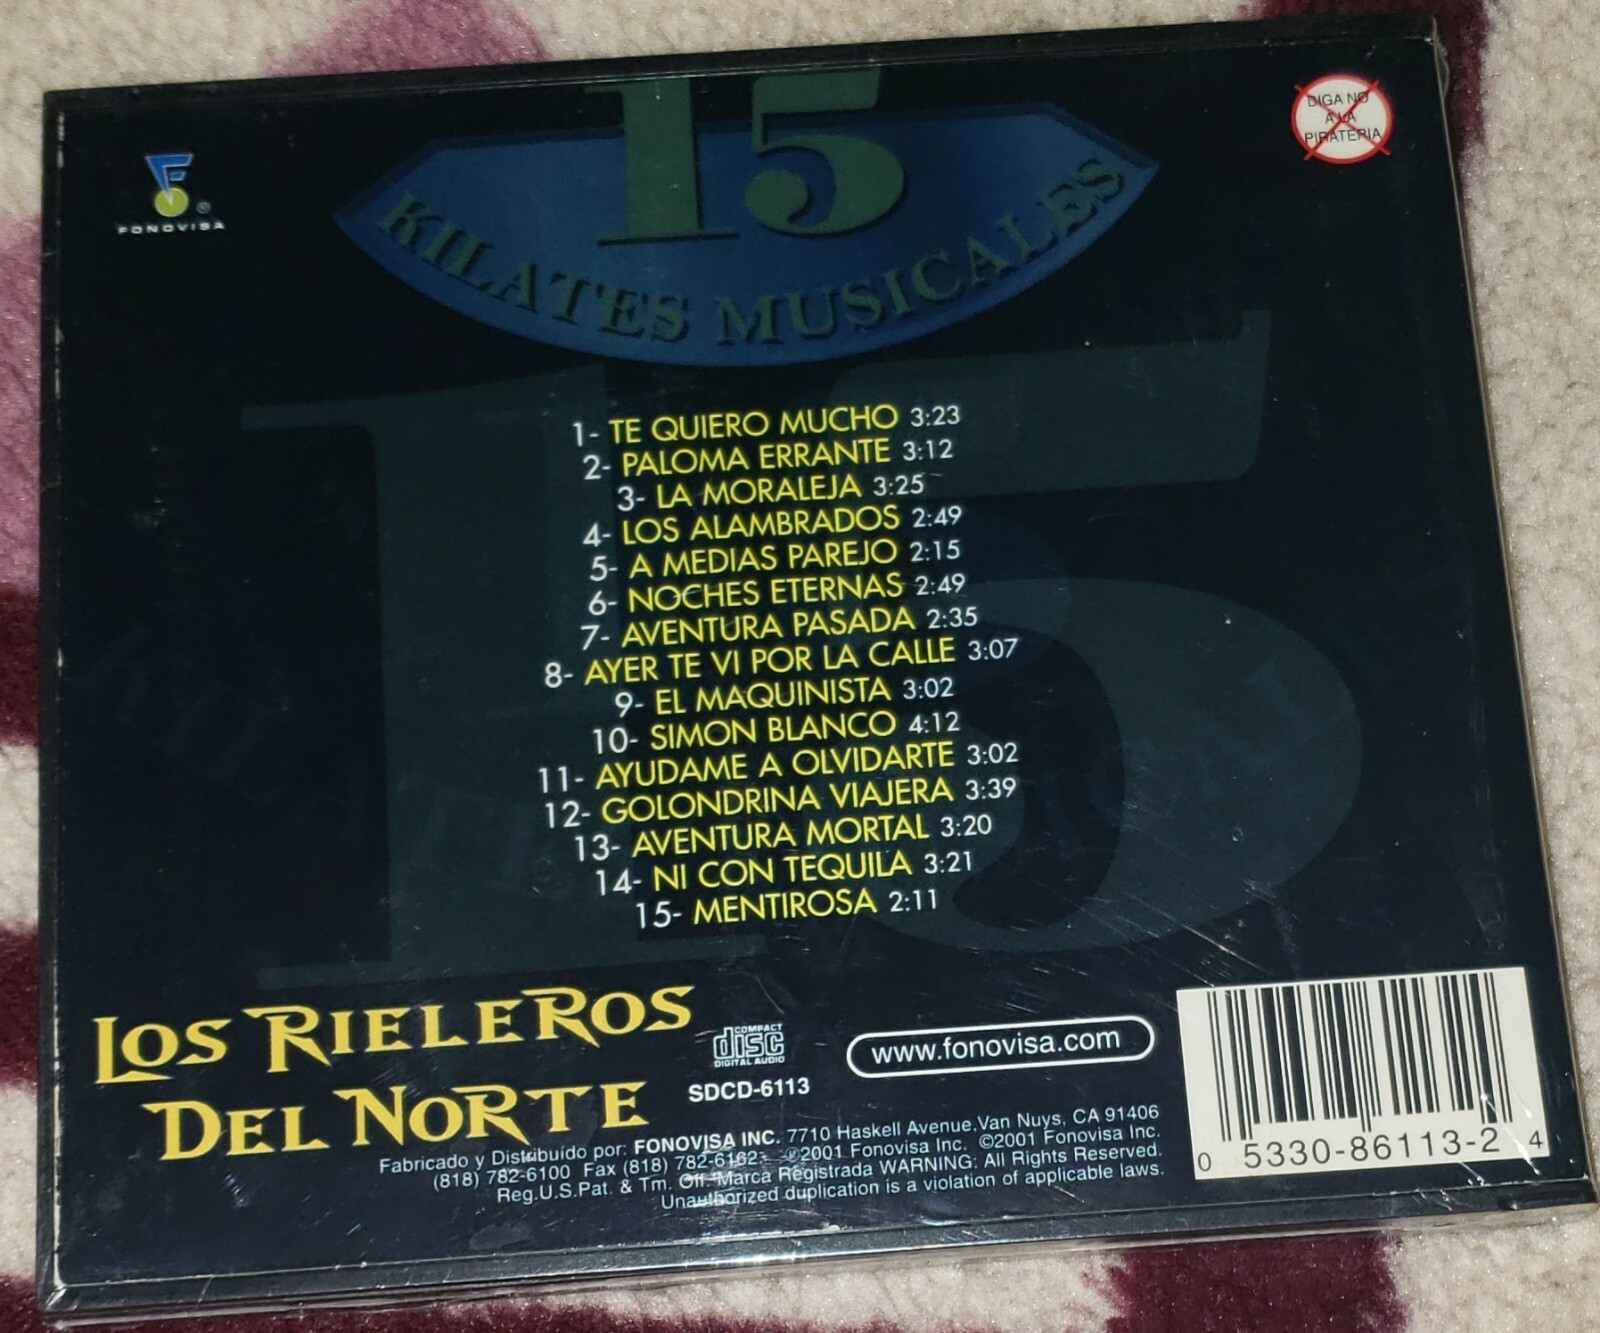 15
KILATES MUSICALES
FONOVISA
DIGA NO
A LA
PIRATERIA
1- TE QUIERO MUCHO 3:23
2- PALOMA ERRANTE 3:12
3- LA MORALEJA 3:25
4- LOS ALAMBRADOS 2:49
5- A MEDIAS PAREJO 2:15
6- NOCHES ETERNAS 2:49
7- AVENTURA PASADA 2:35
8- AYER TE VI POR LA CALLE 3:07
9- EL MAQUINISTA 3:02
10- SIMON BLANCO 4:12
11- AYUDAME A OLVIDARTE 3:02
12- GOLONDRINA VIAJERA 3:39
13- AVENTURA MORTAL 3:20
14- NI CON TEQUILA 3:21
15- MENTIROSA 2:11
LOS RIELEROS
DEL NORTE
COMPACT
disc
DIGITAL AUDIO
SDCD-6113
www.fonovisa.com
Fabricado y Distribuído por: FONOVISA INC. 7710 Haskell Avenue, Van Nuys, CA 91406
(818) 782-6100 Fax (818) 782-6162 ℗2001 Fonovisa Inc. ©2001 Fonovisa Inc.
Reg.U.S.Pat. & Tm. Off. Marca Registrada WARNING: All Rights Reserved.
Unauthorized duplication is a violation of applicable laws.
0 5330-86113-2 4